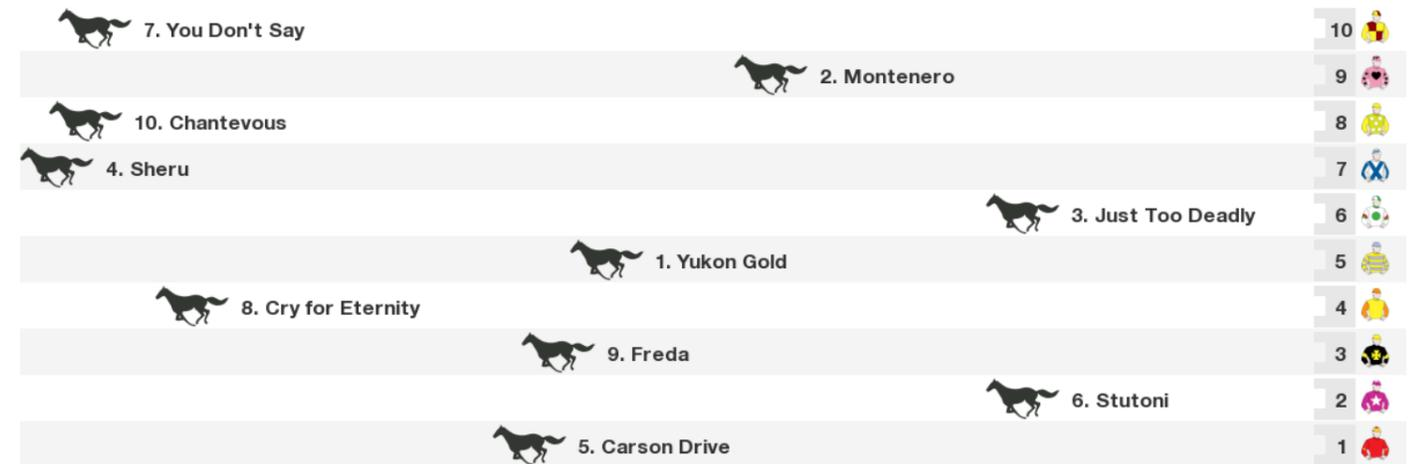 7. You Don't Say 10
2. Montenero 9
10. Chantevous 8
4. Sheru 7
3. Just Too Deadly 6
1. Yukon Gold 5
8. Cry for Eternity 4
9. Freda 3
6. Stutoni 2
5. Carson Drive 1